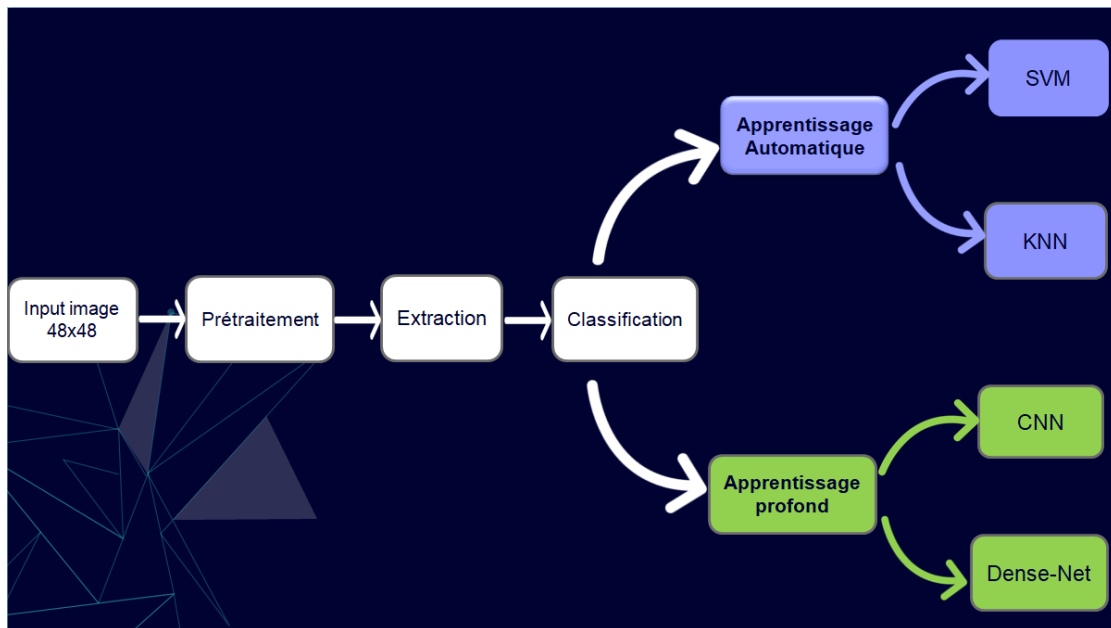 Input image
48x48
Prétraitement
Extraction
Classification
Apprentissage
Automatique
SVM
KNN
Apprentissage
profond
CNN
Dense-Net